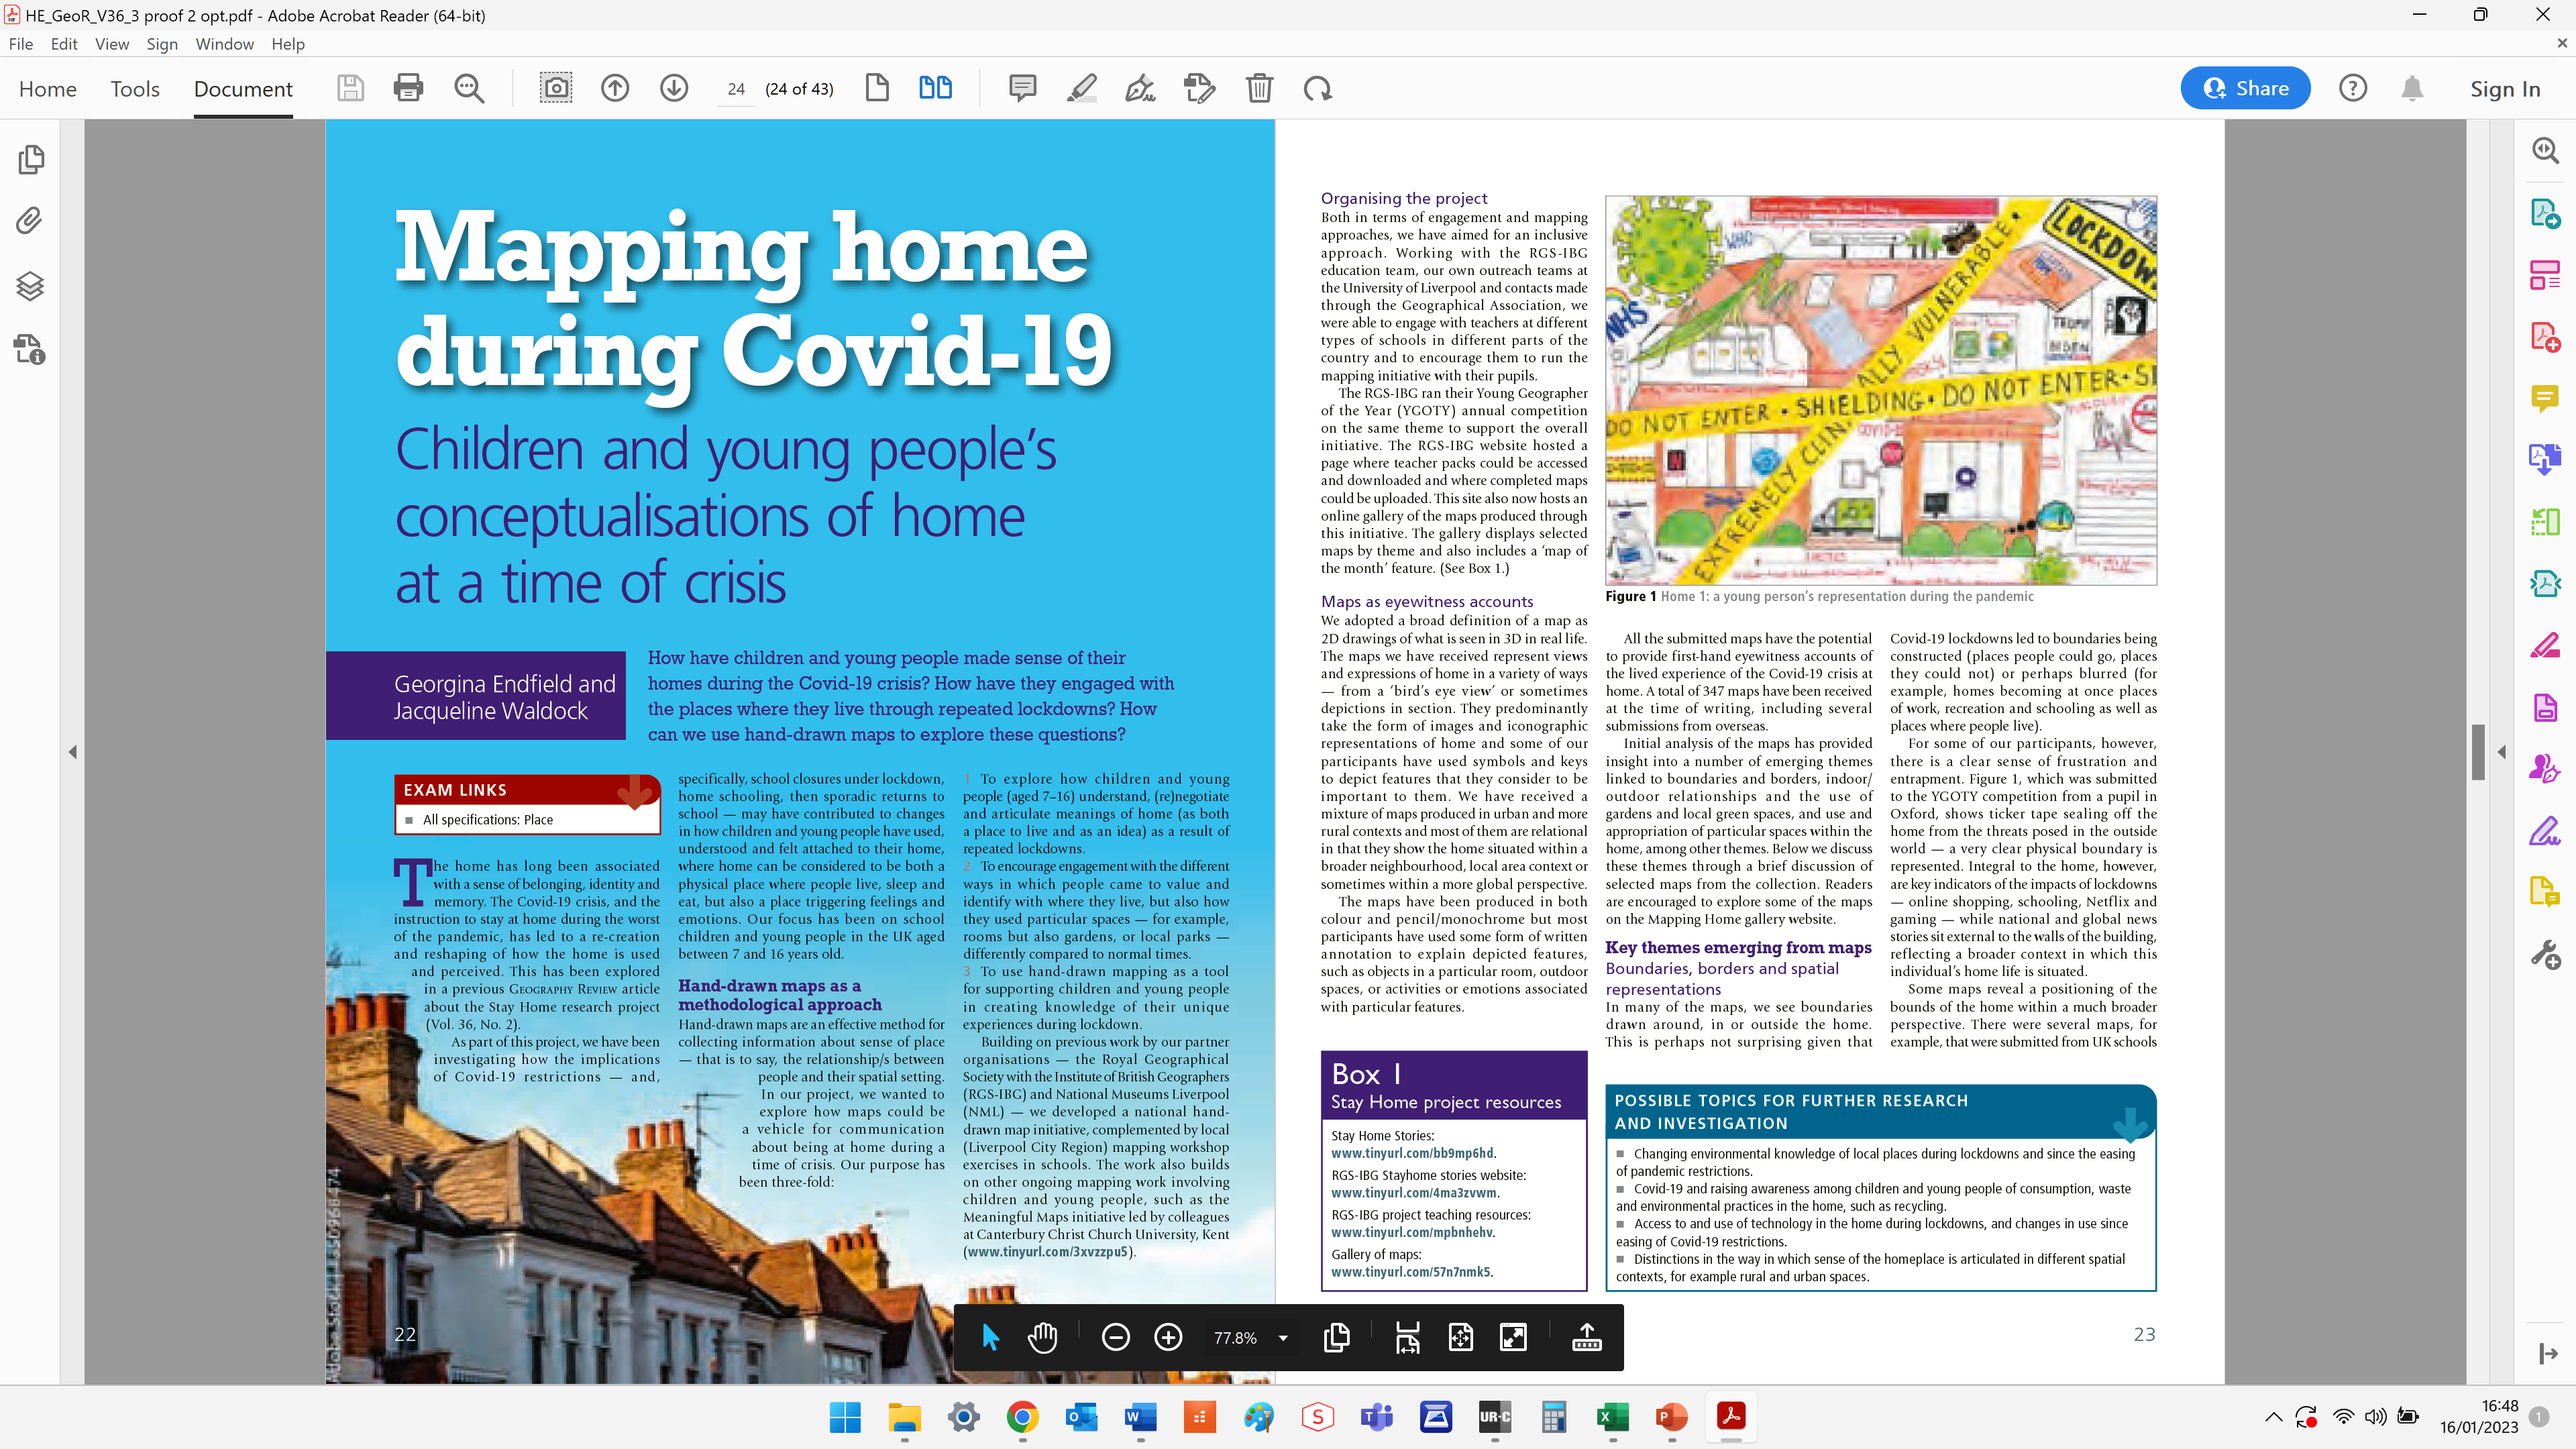 HE_GeoR_V36_3 proof 2 opt.pdf - Adobe Acrobat Reader (64-bit)
File Edit View Sign Window Help
Home Tools Document 24 (24 of 43) Share Sign In
Mapping home
during Covid-19
Children and young people's
conceptualisations of home
at a time of crisis
Georgina Endfield and
Jacqueline Waldock
How have children and young people made sense of their
homes during the Covid-19 crisis? How have they engaged with
the places where they live through repeated lockdowns? How
can we use hand-drawn maps to explore these questions?
EXAM LINKS
■ All specifications: Place
The home has long been associated
with a sense of belonging, identity and
memory. The Covid-19 crisis, and the
instruction to stay at home during the worst
of the pandemic, has led to a re-creation
and reshaping of how the home is used
and perceived. This has been explored
in a previous GEOGRAPHY REVIEW article
about the Stay Home research project
(Vol. 36, No. 2).
As part of this project, we have been
investigating how the implications
of Covid-19 restrictions — and,
specifically, school closures under lockdown,
home schooling, then sporadic returns to
school — may have contributed to changes
in how children and young people have used,
understood and felt attached to their home,
where home can be considered to be both a
physical place where people live, sleep and
eat, but also a place triggering feelings and
emotions. Our focus has been on school
children and young people in the UK aged
between 7 and 16 years old.
Hand-drawn maps as a
methodological approach
Hand-drawn maps are an effective method for
collecting information about sense of place
— that is to say, the relationship/s between
people and their spatial setting.
In our project, we wanted to
explore how maps could be
a vehicle for communication
about being at home during a
time of crisis. Our purpose has
been three-fold:
1 To explore how children and young
people (aged 7–16) understand, (re)negotiate
and articulate meanings of home (as both
a place to live and as an idea) as a result of
repeated lockdowns.
2 To encourage engagement with the different
ways in which people came to value and
identify with where they live, but also how
they used particular spaces — for example,
rooms but also gardens, or local parks —
differently compared to normal times.
3 To use hand-drawn mapping as a tool
for supporting children and young people
in creating knowledge of their unique
experiences during lockdown.
Building on previous work by our partner
organisations — the Royal Geographical
Society with the Institute of British Geographers
(RGS-IBG) and National Museums Liverpool
(NML) — we developed a national hand-
drawn map initiative, complemented by local
(Liverpool City Region) mapping workshop
exercises in schools. The work also builds
on other ongoing mapping work involving
children and young people, such as the
Meaningful Maps initiative led by colleagues
at Canterbury Christ Church University, Kent
(www.tinyurl.com/3xvzzpu5).
22
Organising the project
Both in terms of engagement and mapping
approaches, we have aimed for an inclusive
approach. Working with the RGS-IBG
education team, our own outreach teams at
the University of Liverpool and contacts made
through the Geographical Association, we
were able to engage with teachers at different
types of schools in different parts of the
country and to encourage them to run the
mapping initiative with their pupils.
The RGS-IBG ran their Young Geographer
of the Year (YGOTY) annual competition
on the same theme to support the overall
initiative. The RGS-IBG website hosted a
page where teacher packs could be accessed
and downloaded and where completed maps
could be uploaded. This site also now hosts an
online gallery of the maps produced through
this initiative. The gallery displays selected
maps by theme and also includes a 'map of
the month' feature. (See Box 1.)
Maps as eyewitness accounts
We adopted a broad definition of a map as
2D drawings of what is seen in 3D in real life.
The maps we have received represent views
and expressions of home in a variety of ways
— from a 'bird's eye view' or sometimes
depictions in section. They predominantly
take the form of images and iconographic
representations of home and some of our
participants have used symbols and keys
to depict features that they consider to be
important to them. We have received a
mixture of maps produced in urban and more
rural contexts and most of them are relational
in that they show the home situated within a
broader neighbourhood, local area context or
sometimes within a more global perspective.
The maps have been produced in both
colour and pencil/monochrome but most
participants have used some form of written
annotation to explain depicted features,
such as objects in a particular room, outdoor
spaces, or activities or emotions associated
with particular features.
Box 1
Stay Home project resources
Stay Home Stories:
www.tinyurl.com/bb9mp6hd.
RGS-IBG Stayhome stories website:
www.tinyurl.com/4ma3zvwm.
RGS-IBG project teaching resources:
www.tinyurl.com/mpbnhehv.
Gallery of maps:
www.tinyurl.com/57n7nmk5.
LOCKDOWN
WHO
NHS
EXTREMELY CLINICALLY VULNERABLE
DO NOT ENTER • SHIELDING • DO NOT ENTER • S
COVID-19
Figure 1 Home 1: a young person's representation during the pandemic
All the submitted maps have the potential
to provide first-hand eyewitness accounts of
the lived experience of the Covid-19 crisis at
home. A total of 347 maps have been received
at the time of writing, including several
submissions from overseas.
Initial analysis of the maps has provided
insight into a number of emerging themes
linked to boundaries and borders, indoor/
outdoor relationships and the use of
gardens and local green spaces, and use and
appropriation of particular spaces within the
home, among other themes. Below we discuss
these themes through a brief discussion of
selected maps from the collection. Readers
are encouraged to explore some of the maps
on the Mapping Home gallery website.
Key themes emerging from maps
Boundaries, borders and spatial
representations
In many of the maps, we see boundaries
drawn around, in or outside the home.
This is perhaps not surprising given that
Covid-19 lockdowns led to boundaries being
constructed (places people could go, places
they could not) or perhaps blurred (for
example, homes becoming at once places
of work, recreation and schooling as well as
places where people live).
For some of our participants, however,
there is a clear sense of frustration and
entrapment. Figure 1, which was submitted
to the YGOTY competition from a pupil in
Oxford, shows ticker tape sealing off the
home from the threats posed in the outside
world — a very clear physical boundary is
represented. Integral to the home, however,
are key indicators of the impacts of lockdowns
— online shopping, schooling, Netflix and
gaming — while national and global news
stories sit external to the walls of the building,
reflecting a broader context in which this
individual's home life is situated.
Some maps reveal a positioning of the
bounds of the home within a much broader
perspective. There were several maps, for
example, that were submitted from UK schools
POSSIBLE TOPICS FOR FURTHER RESEARCH
AND INVESTIGATION
■ Changing environmental knowledge of local places during lockdowns and since the easing
of pandemic restrictions.
■ Covid-19 and raising awareness among children and young people of consumption, waste
and environmental practices in the home, such as recycling.
■ Access to and use of technology in the home during lockdowns, and changes in use since
easing of Covid-19 restrictions.
■ Distinctions in the way in which sense of the homeplace is articulated in different spatial
contexts, for example rural and urban spaces.
23
77.8%
UR-C
16:48
16/01/2023
1